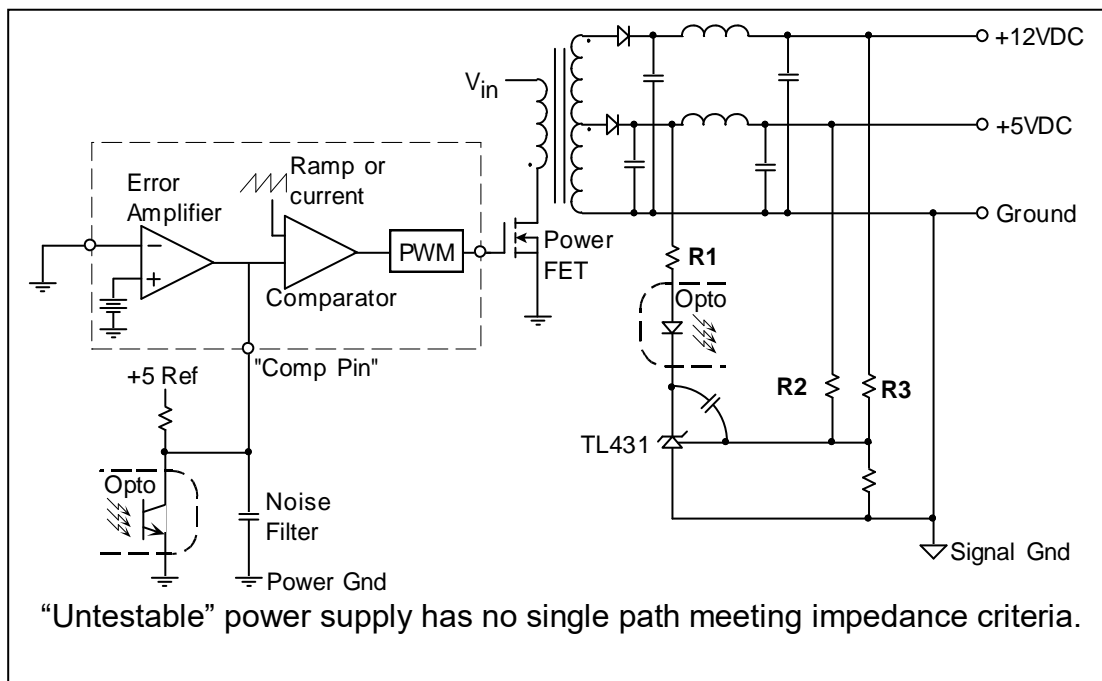 +12VDC
Vin
+5VDC
Error
Amplifier
Ramp or
current
−
+
PWM
Comparator
Power
FET
Ground
R1
Opto
"Comp Pin"
+5 Ref
R2
R3
TL431
Opto
Noise
Filter
Power Gnd
Signal Gnd
“Untestable” power supply has no single path meeting impedance criteria.